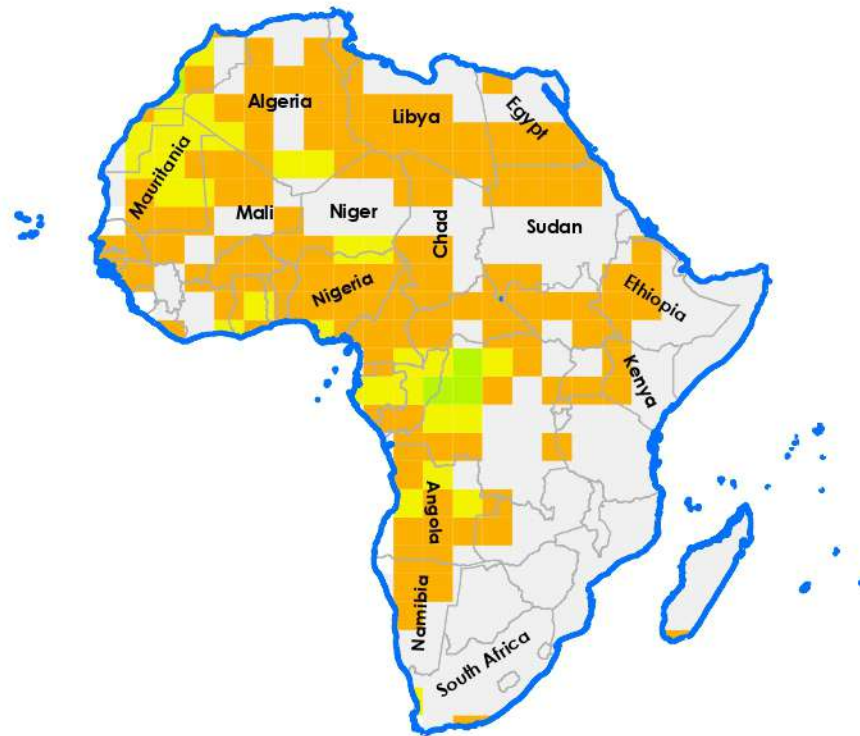 Algeria
Libya
Egypt
Mauritania
Mali
Niger
Chad
Sudan
Nigeria
Ethiopia
Kenya
Angola
Namibia
South Africa